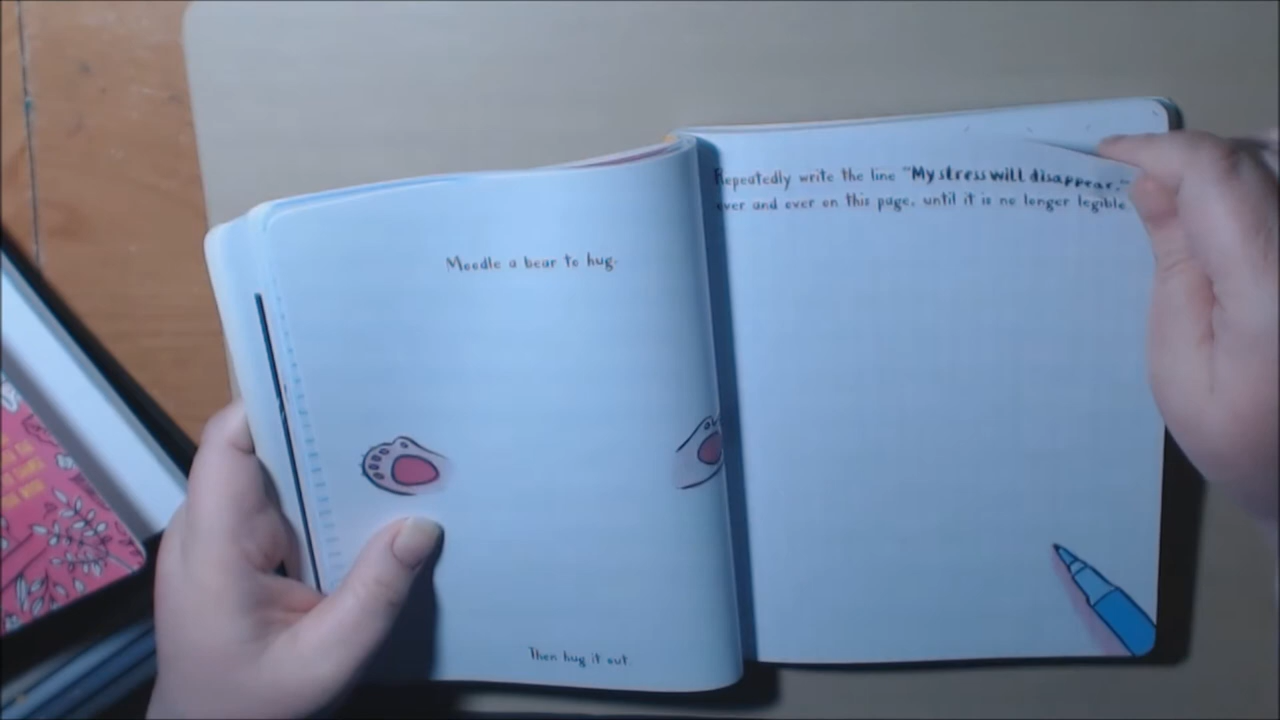 Moodle a bear to hug.
Then hug it out.
Repeatedly write the line "My stress will disappear,"
over and over on this page, until it is no longer legible